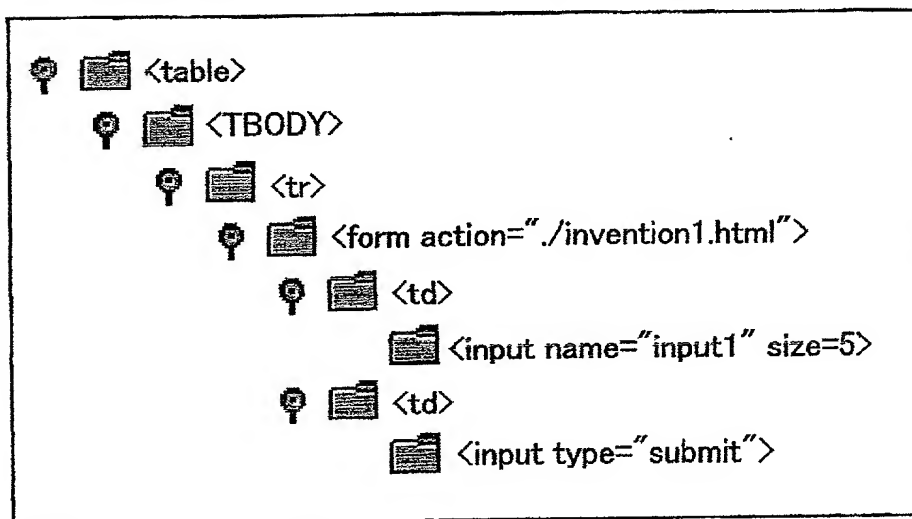 <table>
<TBODY>
<tr>
<form action="./invention1.html">
<td>
<input name="input1" size=5>
<td>
<input type="submit">